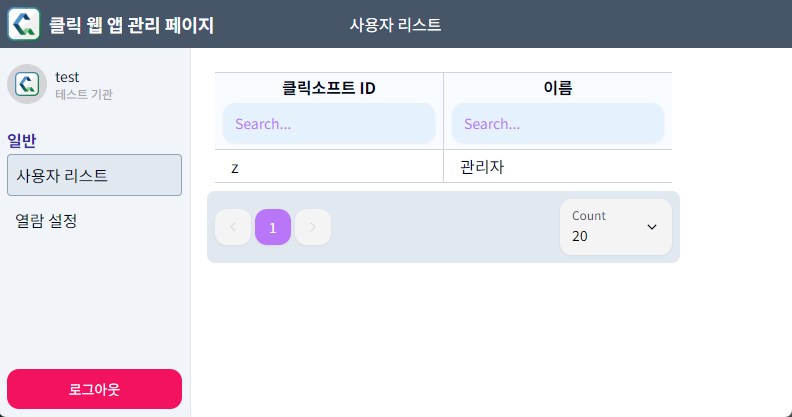 클릭 웹 앱 관리 페이지
사용자 리스트
test
테스트 기관
일반
사용자 리스트
열람 설정
로그아웃
클릭소프트 ID
이름
Search...
Search...
z
관리자
1
Count
20